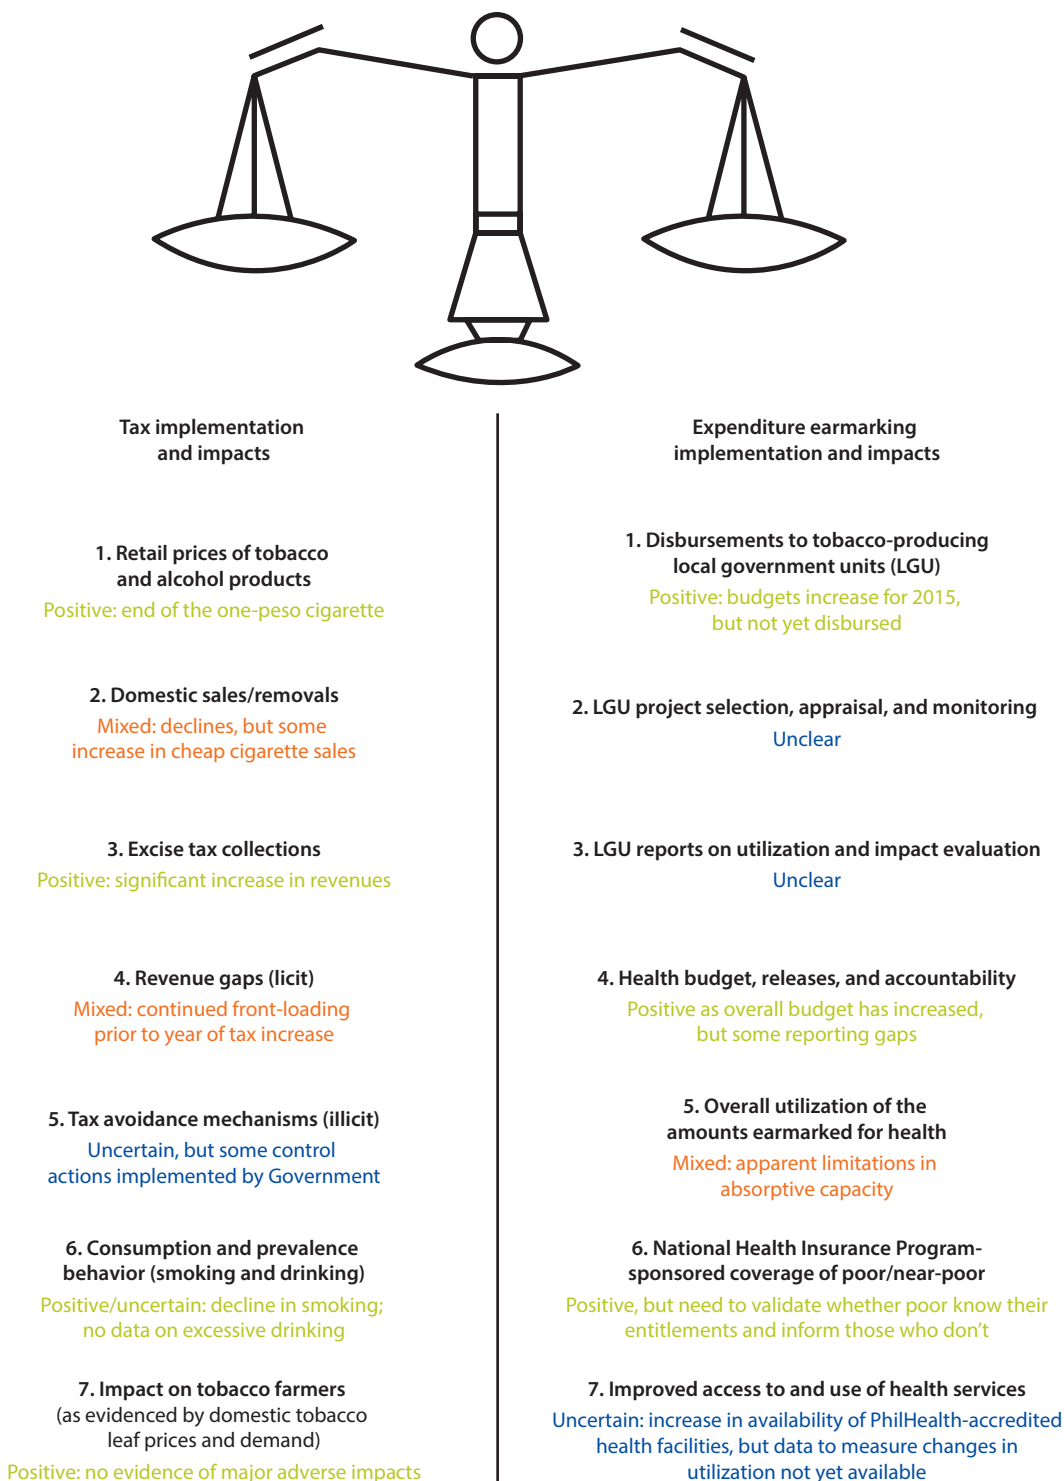 Tax implementation
and impacts
1. Retail prices of tobacco
and alcohol products
Positive: end of the one-peso cigarette
2. Domestic sales/removals
Mixed: declines, but some
increase in cheap cigarette sales
3. Excise tax collections
Positive: significant increase in revenues
4. Revenue gaps (licit)
Mixed: continued front-loading
prior to year of tax increase
5. Tax avoidance mechanisms (illicit)
Uncertain, but some control
actions implemented by Government
6. Consumption and prevalence
behavior (smoking and drinking)
Positive/uncertain: decline in smoking;
no data on excessive drinking
7. Impact on tobacco farmers
(as evidenced by domestic tobacco
leaf prices and demand)
Positive: no evidence of major adverse impacts
Expenditure earmarking
implementation and impacts
1. Disbursements to tobacco-producing
local government units (LGU)
Positive: budgets increase for 2015,
but not yet disbursed
2. LGU project selection, appraisal, and monitoring
Unclear
3. LGU reports on utilization and impact evaluation
Unclear
4. Health budget, releases, and accountability
Positive as overall budget has increased,
but some reporting gaps
5. Overall utilization of the
amounts earmarked for health
Mixed: apparent limitations in
absorptive capacity
6. National Health Insurance Program-
sponsored coverage of poor/near-poor
Positive, but need to validate whether poor know their
entitlements and inform those who don't
7. Improved access to and use of health services
Uncertain: increase in availability of PhilHealth-accredited
health facilities, but data to measure changes in
utilization not yet available